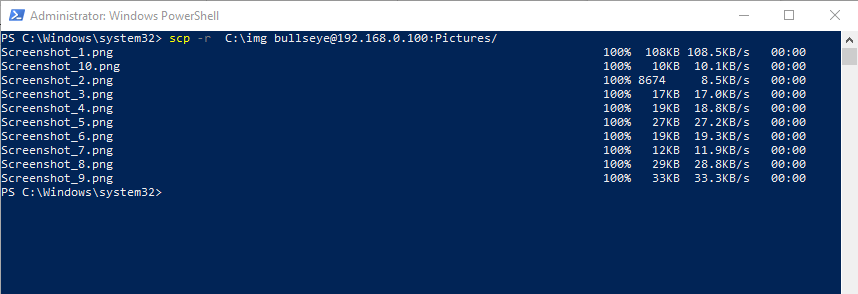 Administrator: Windows PowerShell
PS C:\Windows\system32> scp -r  C:\img bullseye@192.168.0.100:Pictures/
Screenshot_1.png 100% 108KB 108.5KB/s 00:00
Screenshot_10.png 100% 10KB 10.1KB/s 00:00
Screenshot_2.png 100% 8674 8.5KB/s 00:00
Screenshot_3.png 100% 17KB 17.0KB/s 00:00
Screenshot_4.png 100% 19KB 18.8KB/s 00:00
Screenshot_5.png 100% 27KB 27.2KB/s 00:00
Screenshot_6.png 100% 19KB 19.3KB/s 00:00
Screenshot_7.png 100% 12KB 11.9KB/s 00:00
Screenshot_8.png 100% 29KB 28.8KB/s 00:00
Screenshot_9.png 100% 33KB 33.3KB/s 00:00
PS C:\Windows\system32>